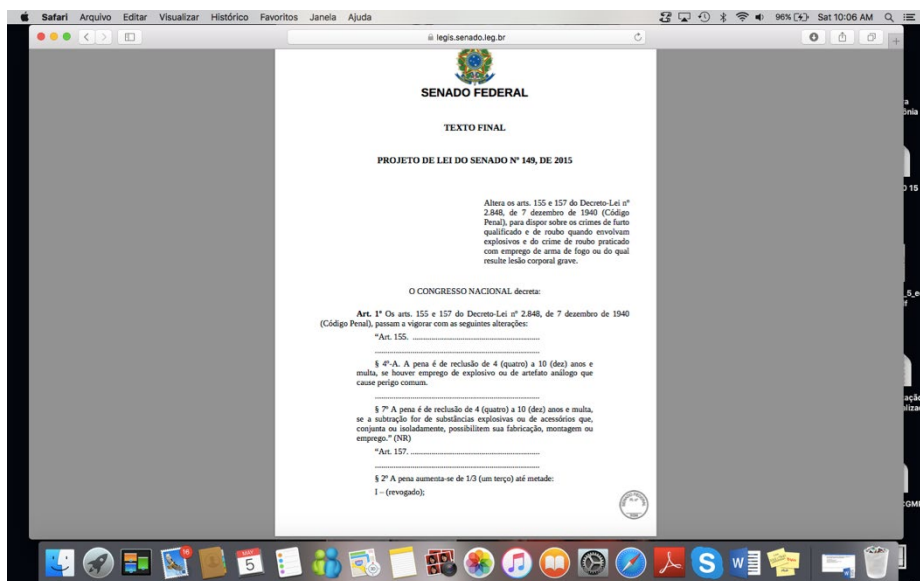 Safari Arquivo Editar Visualizar Histórico Favoritos Janela Ajuda 96% Sat 10:06 AM
legis.senado.leg.br
SENADO FEDERAL
TEXTO FINAL
PROJETO DE LEI DO SENADO Nº 149, DE 2015
Altera os arts. 155 e 157 do Decreto-Lei nº
2.848, de 7 dezembro de 1940 (Código
Penal), para dispor sobre os crimes de furto
qualificado e de roubo quando envolvam
explosivos e do crime de roubo praticado
com emprego de arma de fogo ou do qual
resulte lesão corporal grave.
O CONGRESSO NACIONAL decreta:
Art. 1º Os arts. 155 e 157 do Decreto-Lei nº 2.848, de 7 dezembro de 1940
(Código Penal), passam a vigorar com as seguintes alterações:
“Art. 155. ..............................................................
................................................................................
§ 4º-A. A pena é de reclusão de 4 (quatro) a 10 (dez) anos e
multa, se houver emprego de explosivo ou de artefato análogo que
cause perigo comum.
................................................................................
§ 7º A pena é de reclusão de 4 (quatro) a 10 (dez) anos e multa,
se a subtração for de substâncias explosivas ou de acessórios que,
conjunta ou isoladamente, possibilitem sua fabricação, montagem ou
emprego.” (NR)
“Art. 157. ..............................................................
................................................................................
§ 2º A pena aumenta-se de 1/3 (um terço) até metade:
I – (revogado);
16
MAY
5